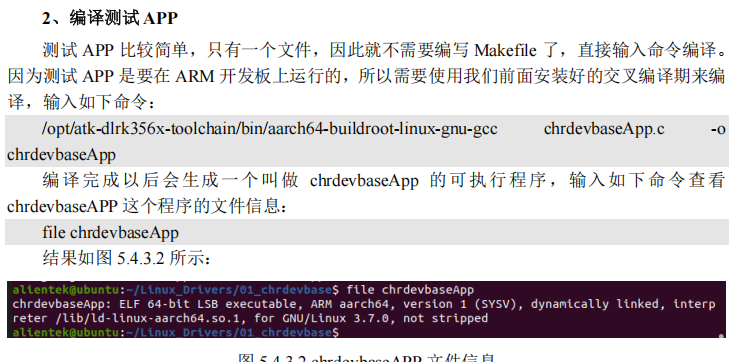 2、编译测试 APP
测试 APP 比较简单，只有一个文件，因此就不需要编写 Makefile 了，直接输入命令编译。
因为测试 APP 是要在 ARM 开发板上运行的，所以需要使用我们前面安装好的交叉编译期来编
译，输入如下命令：
/opt/atk-dlrk356x-toolchain/bin/aarch64-buildroot-linux-gnu-gcc chrdevbaseApp.c -o
chrdevbaseApp
编译完成以后会生成一个叫做 chrdevbaseApp 的可执行程序，输入如下命令查看
chrdevbaseAPP 这个程序的文件信息：
file chrdevbaseApp
结果如图 5.4.3.2 所示：
alientek@ubuntu:~/Linux_Drivers/01_chrdevbase$ file chrdevbaseApp
chrdevbaseApp: ELF 64-bit LSB executable, ARM aarch64, version 1 (SYSV), dynamically linked, interp
reter /lib/ld-linux-aarch64.so.1, for GNU/Linux 3.7.0, not stripped
alientek@ubuntu:~/Linux_Drivers/01_chrdevbase$
图 5.4.3.2 chrdevbaseAPP 文件信息